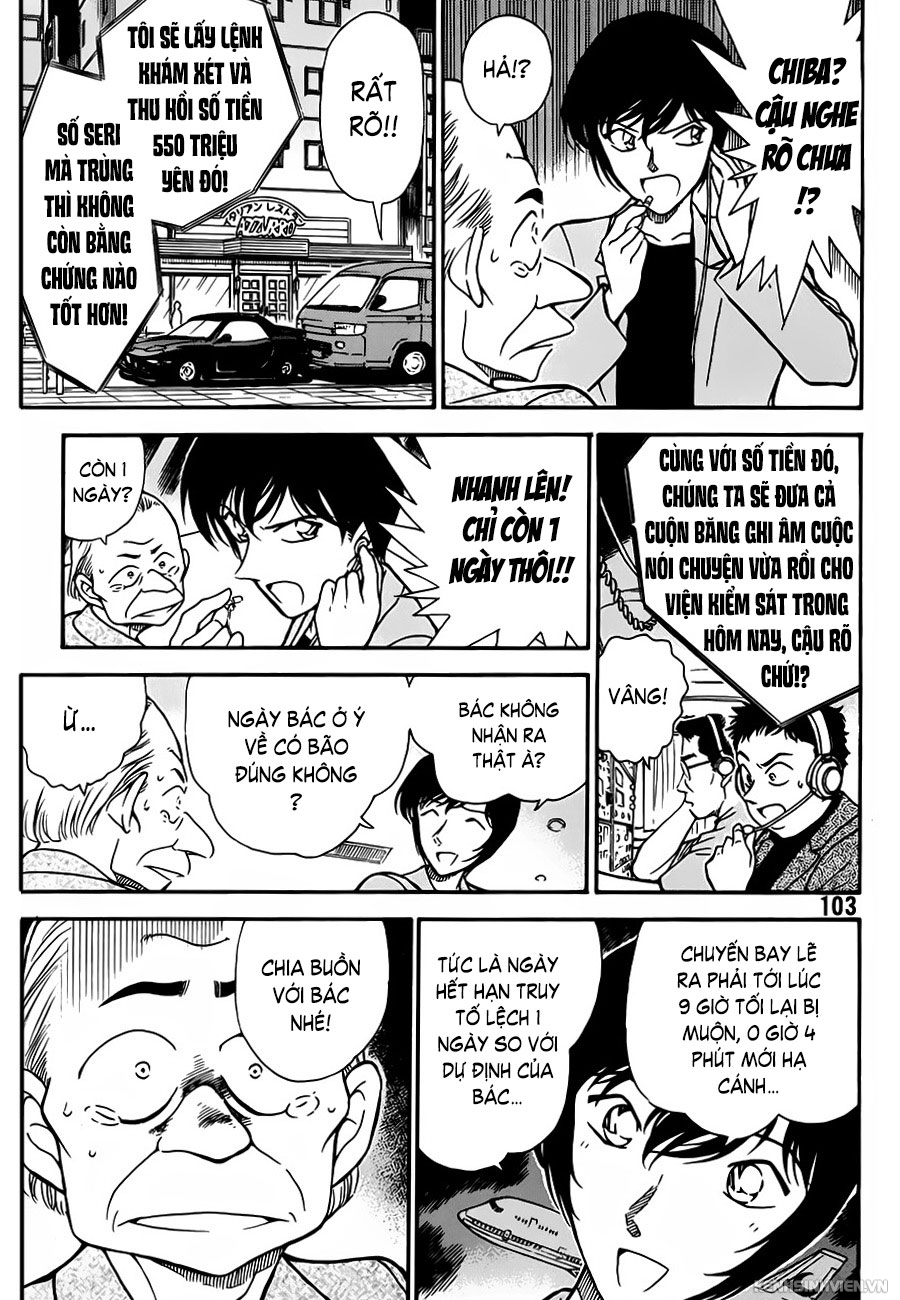 CHIBA?
CẬU NGHE
RÕ CHƯA
!?
HẢ!?
RẤT
RÕ!!
TÔI SẼ LẤY LỆNH
KHÁM XÉT VÀ
THU HỒI SỐ TIỀN
550 TRIỆU
YÊN ĐÓ!
SỐ SERI
MÀ TRÙNG
THÌ KHÔNG
CÒN BẰNG
CHỨNG NÀO
TỐT HƠN!
CÙNG VỚI SỐ TIỀN ĐÓ,
CHÚNG TA SẼ ĐƯA CẢ
CUỘN BĂNG GHI ÂM CUỘC
NÓI CHUYỆN VỪA RỒI CHO
VIỆN KIỂM SÁT TRONG
HÔM NAY, CẬU RÕ
CHỨ!?
VÂNG!
NHANH LÊN!
CHỈ CÒN 1
NGÀY THÔI!!
CÒN 1
NGÀY?
BÁC KHÔNG
NHẬN RA
THẬT À?
NGÀY BÁC Ở Ý
VỀ CÓ BÃO
ĐÚNG KHÔNG
?
Ừ...
103
CHUYẾN BAY LẼ
RA PHẢI TỚI LÚC
9 GIỜ TỐI LẠI BỊ
MUỘN, 0 GIỜ 4
PHÚT MỚI HẠ
CÁNH...
TỨC LÀ NGÀY
HẾT HẠN TRUY
TỐ LỆCH 1
NGÀY SO VỚI
DỰ ĐỊNH CỦA
BÁC...
CHIA BUỒN
VỚI BÁC
NHÉ!